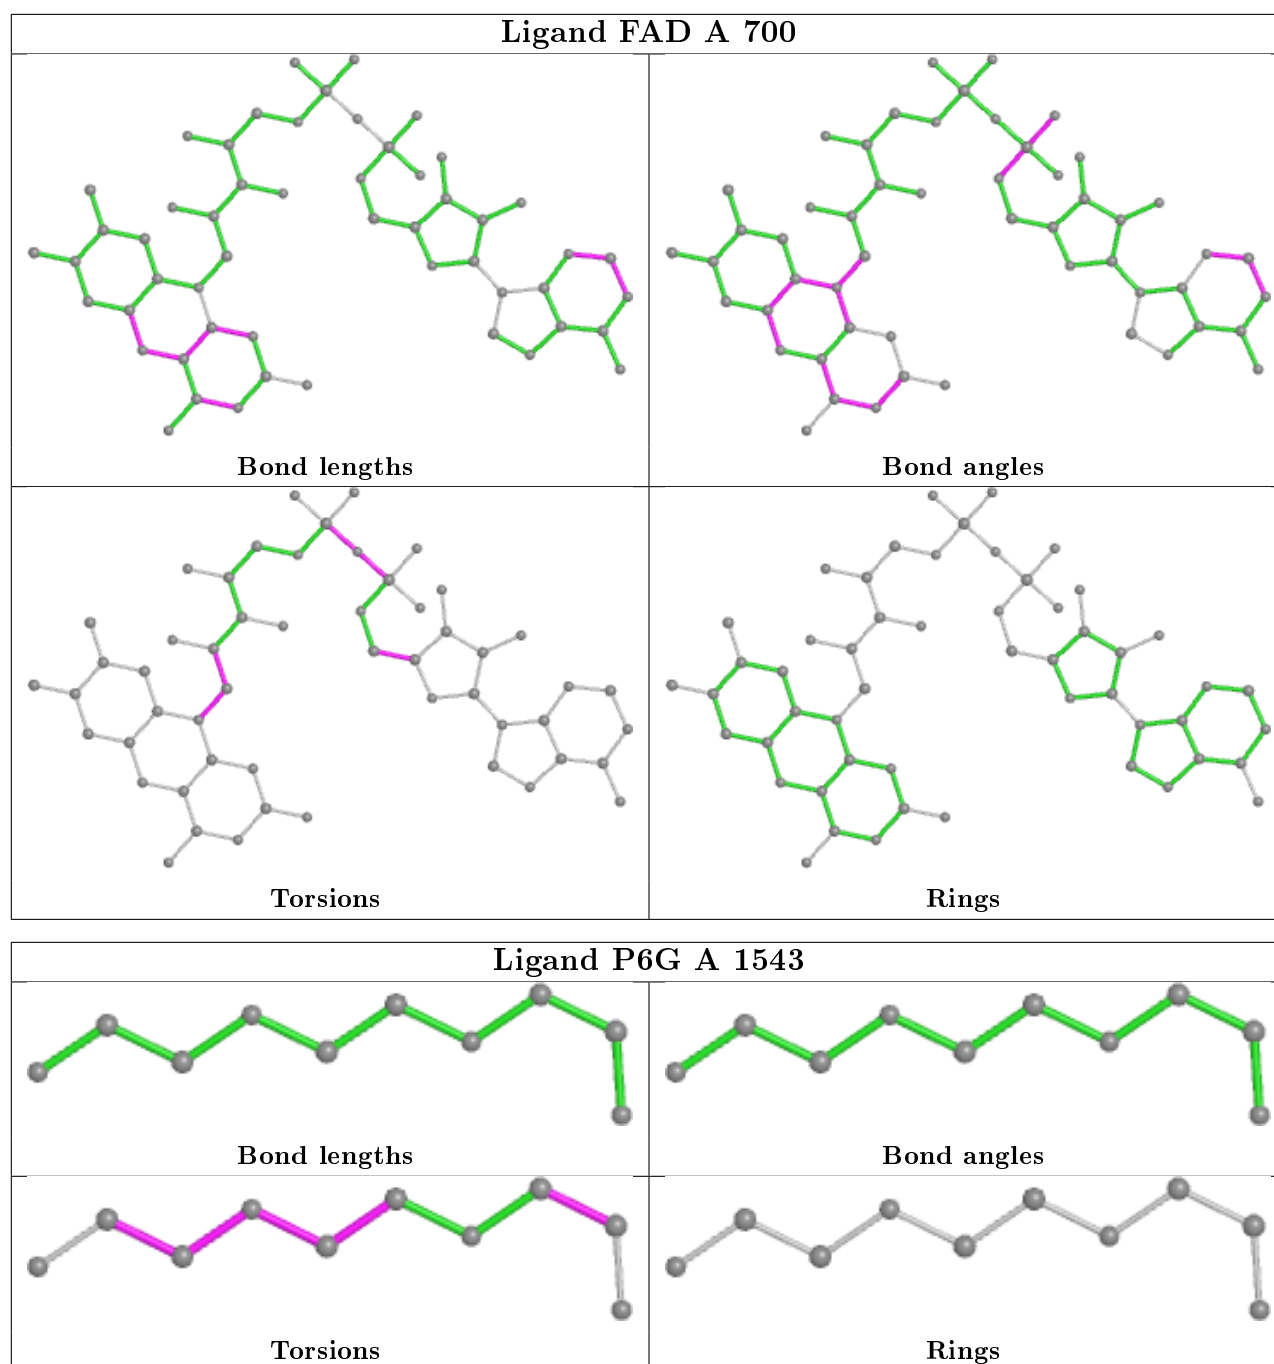 Ligand FAD A 700
Bond lengths
Bond angles
Torsions
Rings
Ligand P6G A 1543
Bond lengths
Bond angles
Torsions
Rings